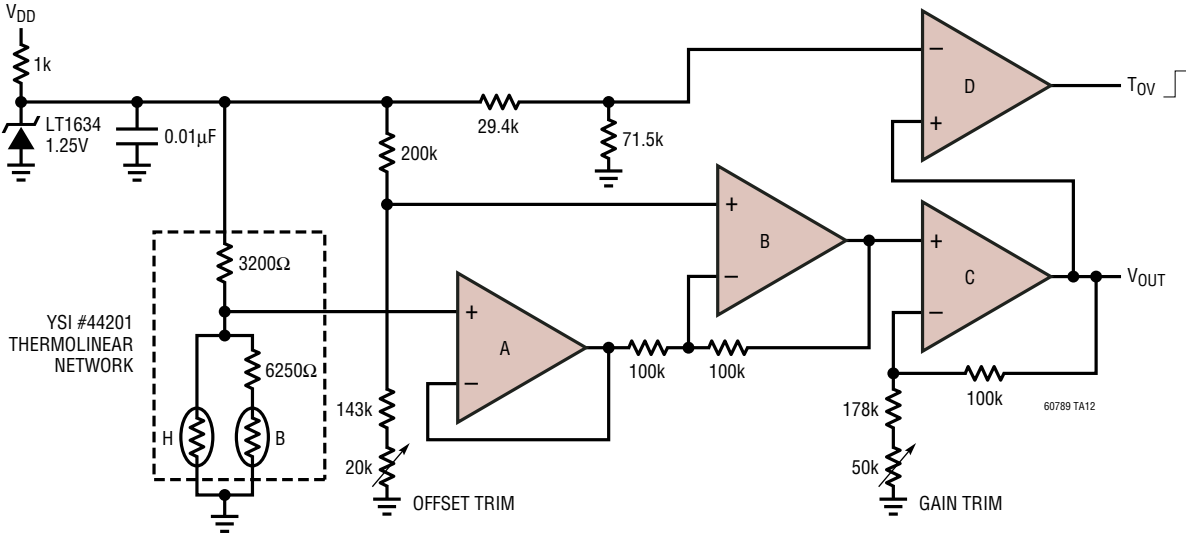 VDD
1k
LT1634
1.25V
0.01µF
200k
29.4k
71.5k
−
+
D
TOV
3200Ω
YSI #44201
THERMOLINEAR
NETWORK
6250Ω
H
B
+
−
A
+
−
B
100k
100k
+
−
C
VOUT
143k
20k
OFFSET TRIM
178k
100k
50k
GAIN TRIM
60789 TA12